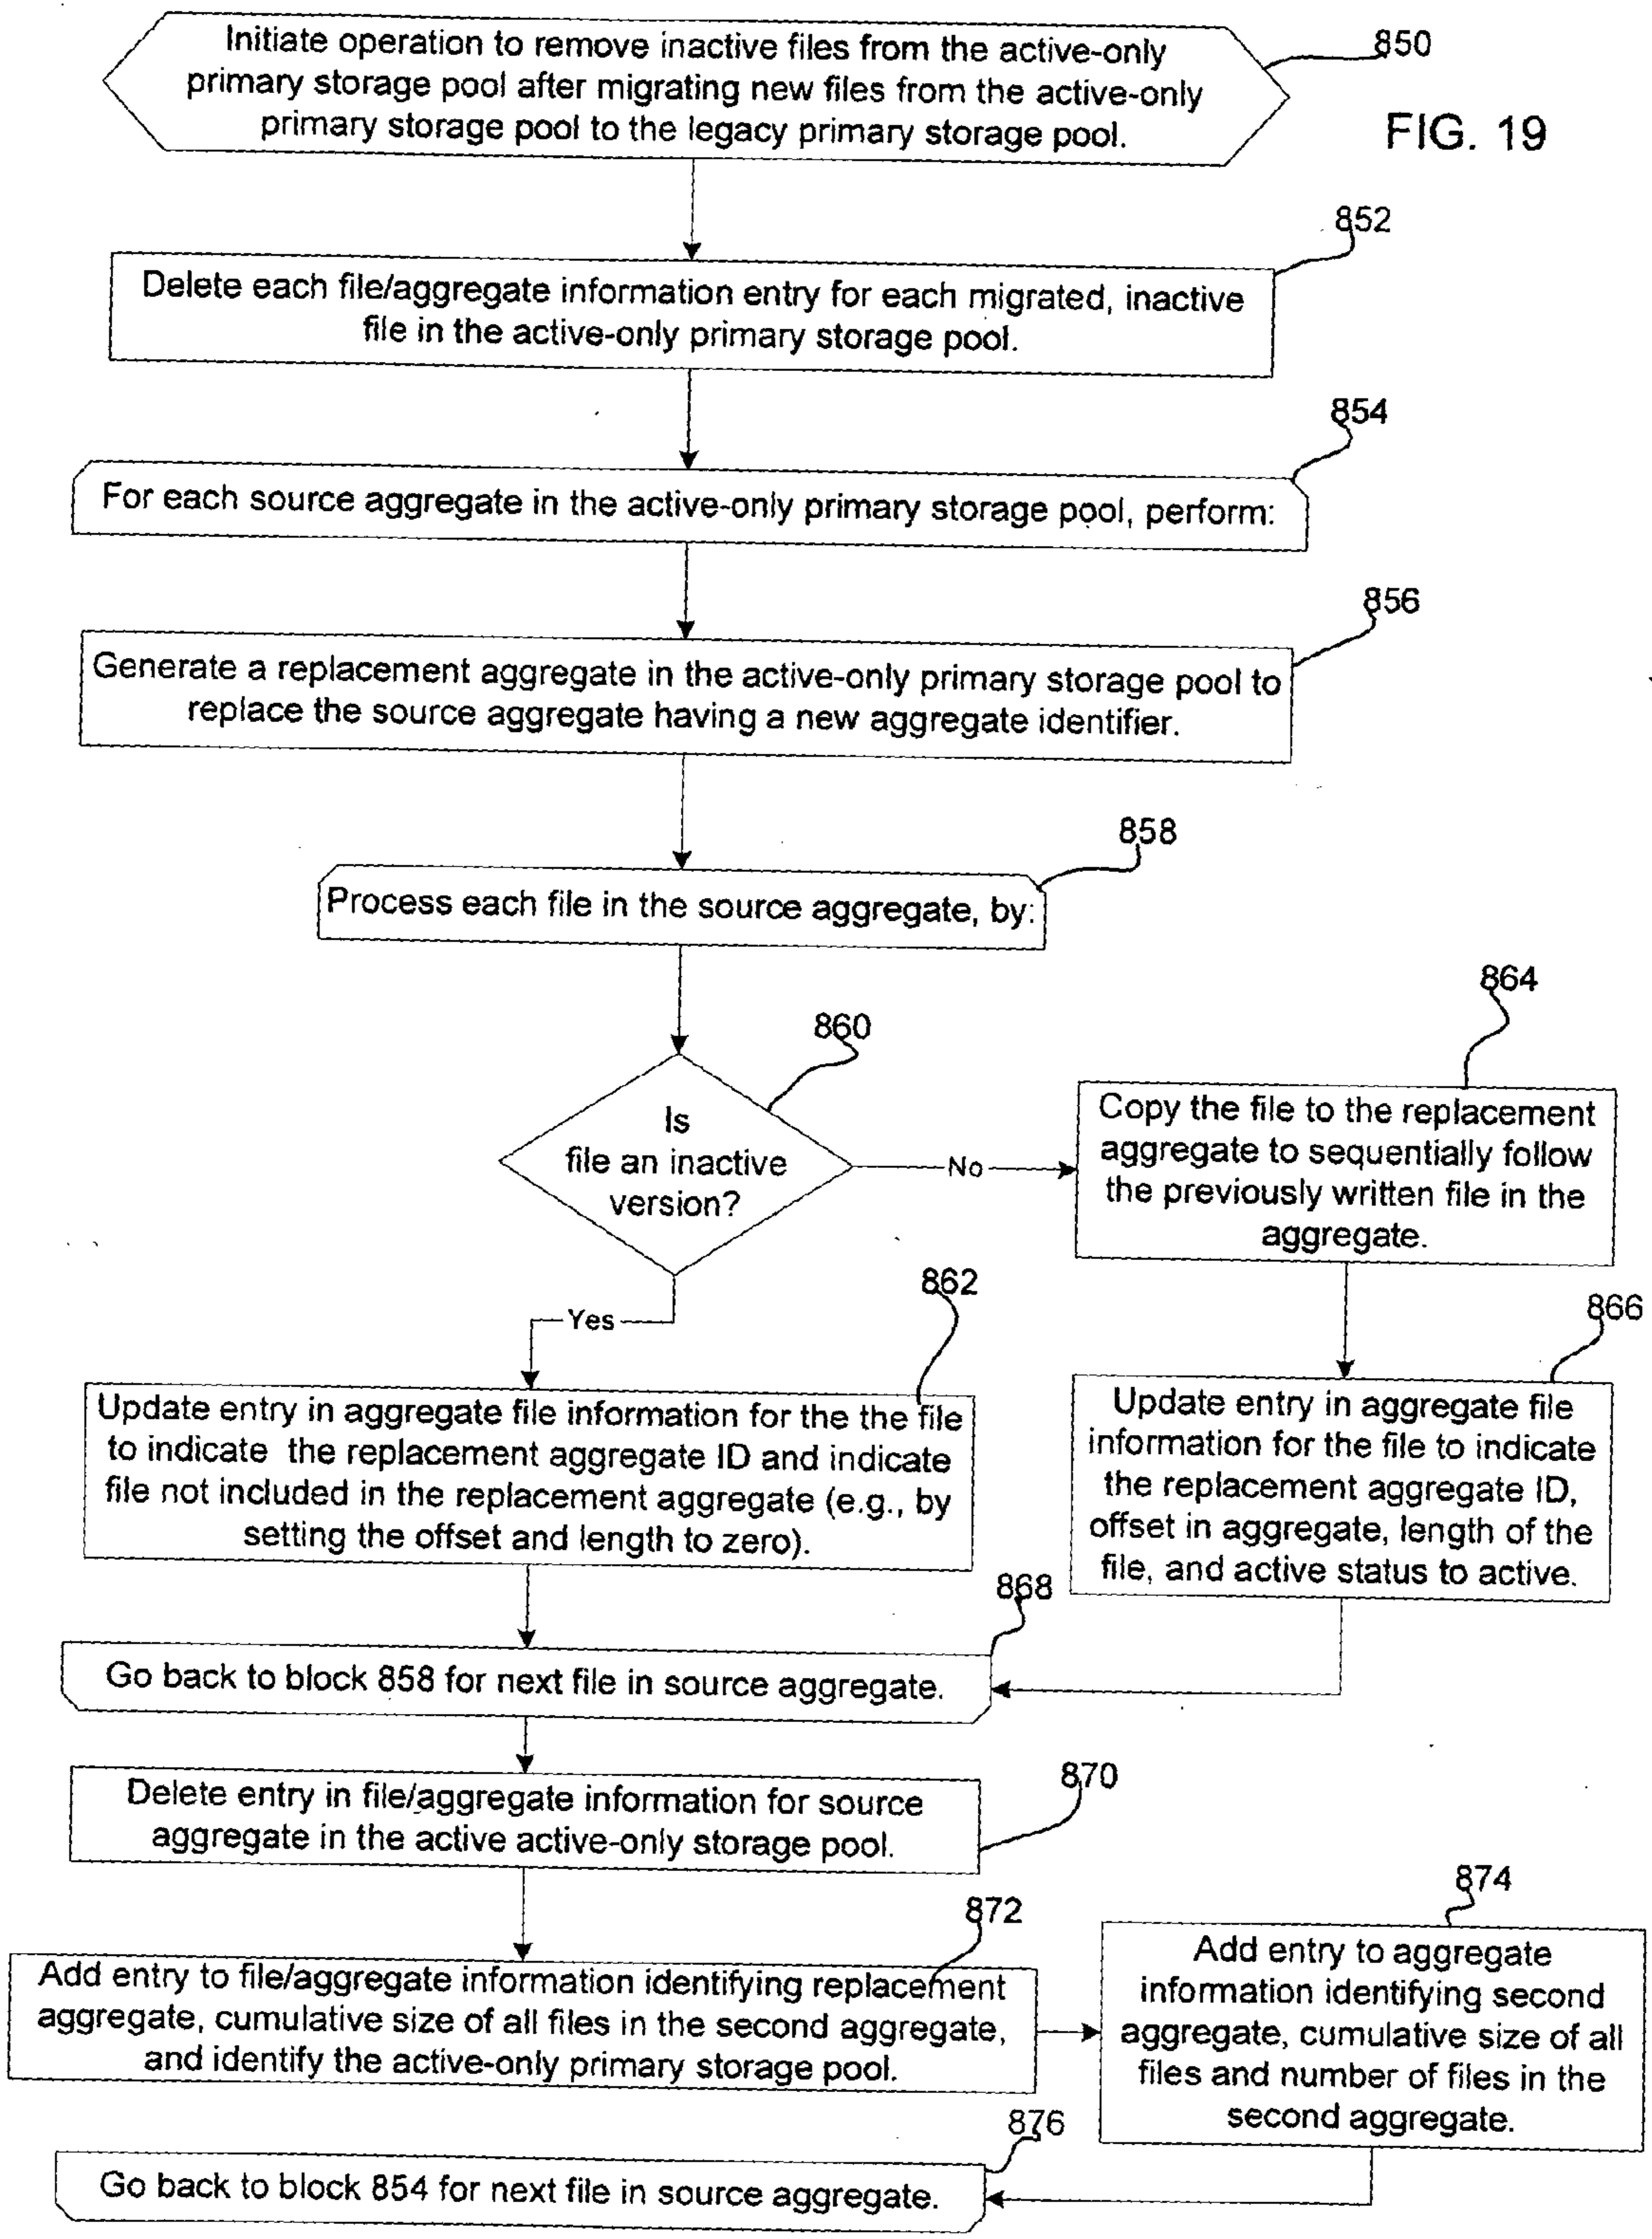 Initiate operation to remove inactive files from the active-only
primary storage pool after migrating new files from the active-only
primary storage pool to the legacy primary storage pool.
850
FIG. 19
852
Delete each file/aggregate information entry for each migrated, inactive
file in the active-only primary storage pool.
854
For each source aggregate in the active-only primary storage pool, perform:
856
Generate a replacement aggregate in the active-only primary storage pool to
replace the source aggregate having a new aggregate identifier.
858
Process each file in the source aggregate, by:
860
Is
file an inactive
version?
No
864
Copy the file to the replacement
aggregate to sequentially follow
the previously written file in the
aggregate.
Yes
862
Update entry in aggregate file information for the the file
to indicate the replacement aggregate ID and indicate
file not included in the replacement aggregate (e.g., by
setting the offset and length to zero).
866
Update entry in aggregate file
information for the file to indicate
the replacement aggregate ID,
offset in aggregate, length of the
file, and active status to active.
868
Go back to block 858 for next file in source aggregate.
870
Delete entry in file/aggregate information for source
aggregate in the active active-only storage pool.
872
Add entry to file/aggregate information identifying replacement
aggregate, cumulative size of all files in the second aggregate,
and identify the active-only primary storage pool.
874
Add entry to aggregate
information identifying second
aggregate, cumulative size of all
files and number of files in the
second aggregate.
876
Go back to block 854 for next file in source aggregate.